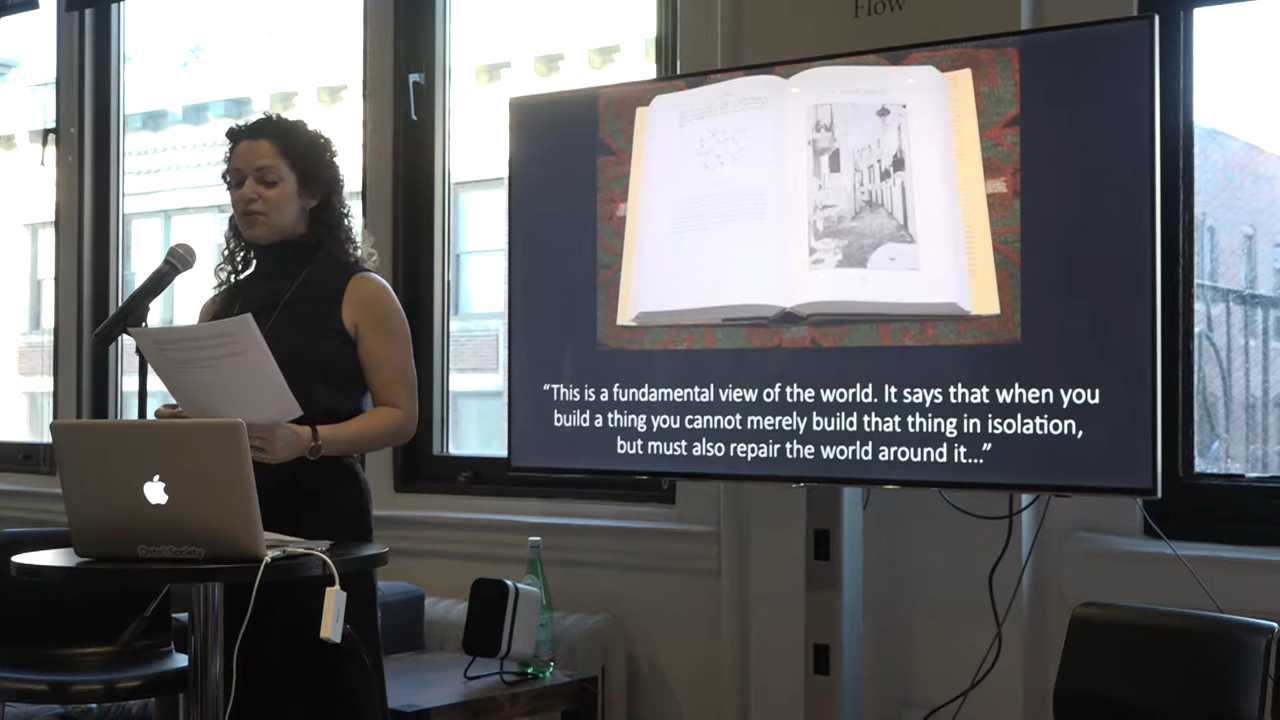 Flow
“This is a fundamental view of the world. It says that when you
build a thing you cannot merely build that thing in isolation,
but must also repair the world around it...”
Data&Society